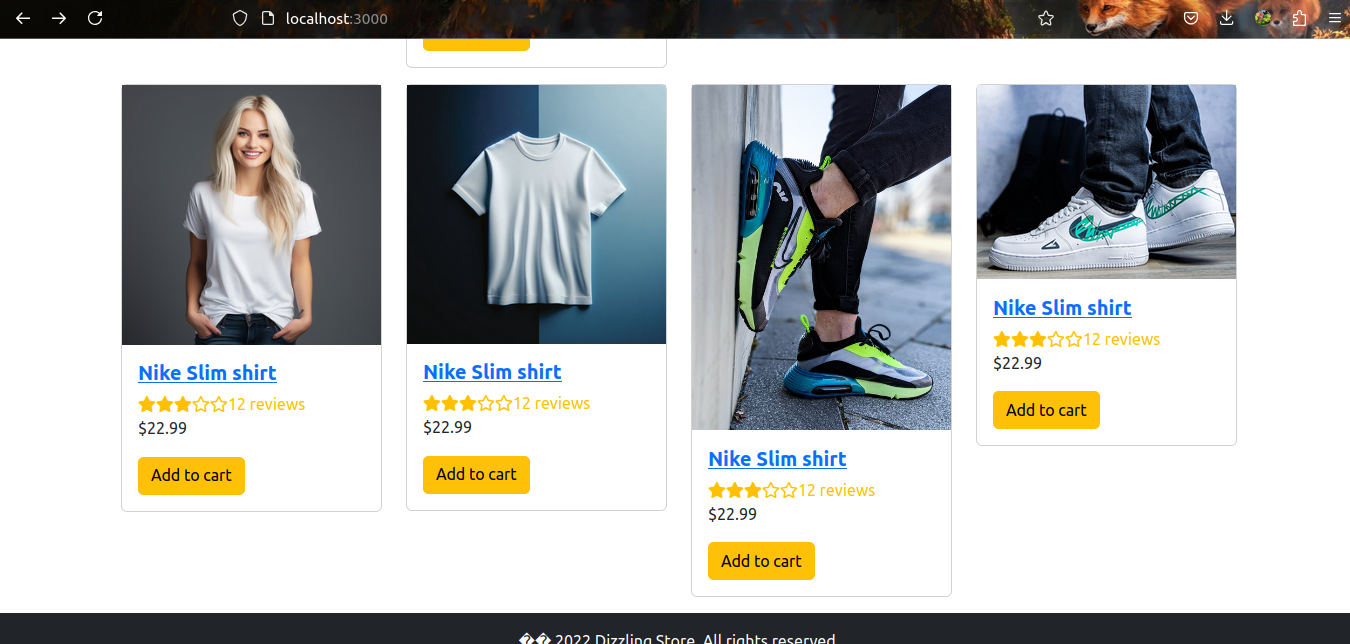 localhost:3000
Nike Slim shirt
12 reviews
$22.99
Add to cart
Nike Slim shirt
12 reviews
$22.99
Add to cart
Nike Slim shirt
12 reviews
$22.99
Add to cart
Nike Slim shirt
12 reviews
$22.99
Add to cart
�� 2022 Dizzling Store. All rights reserved.